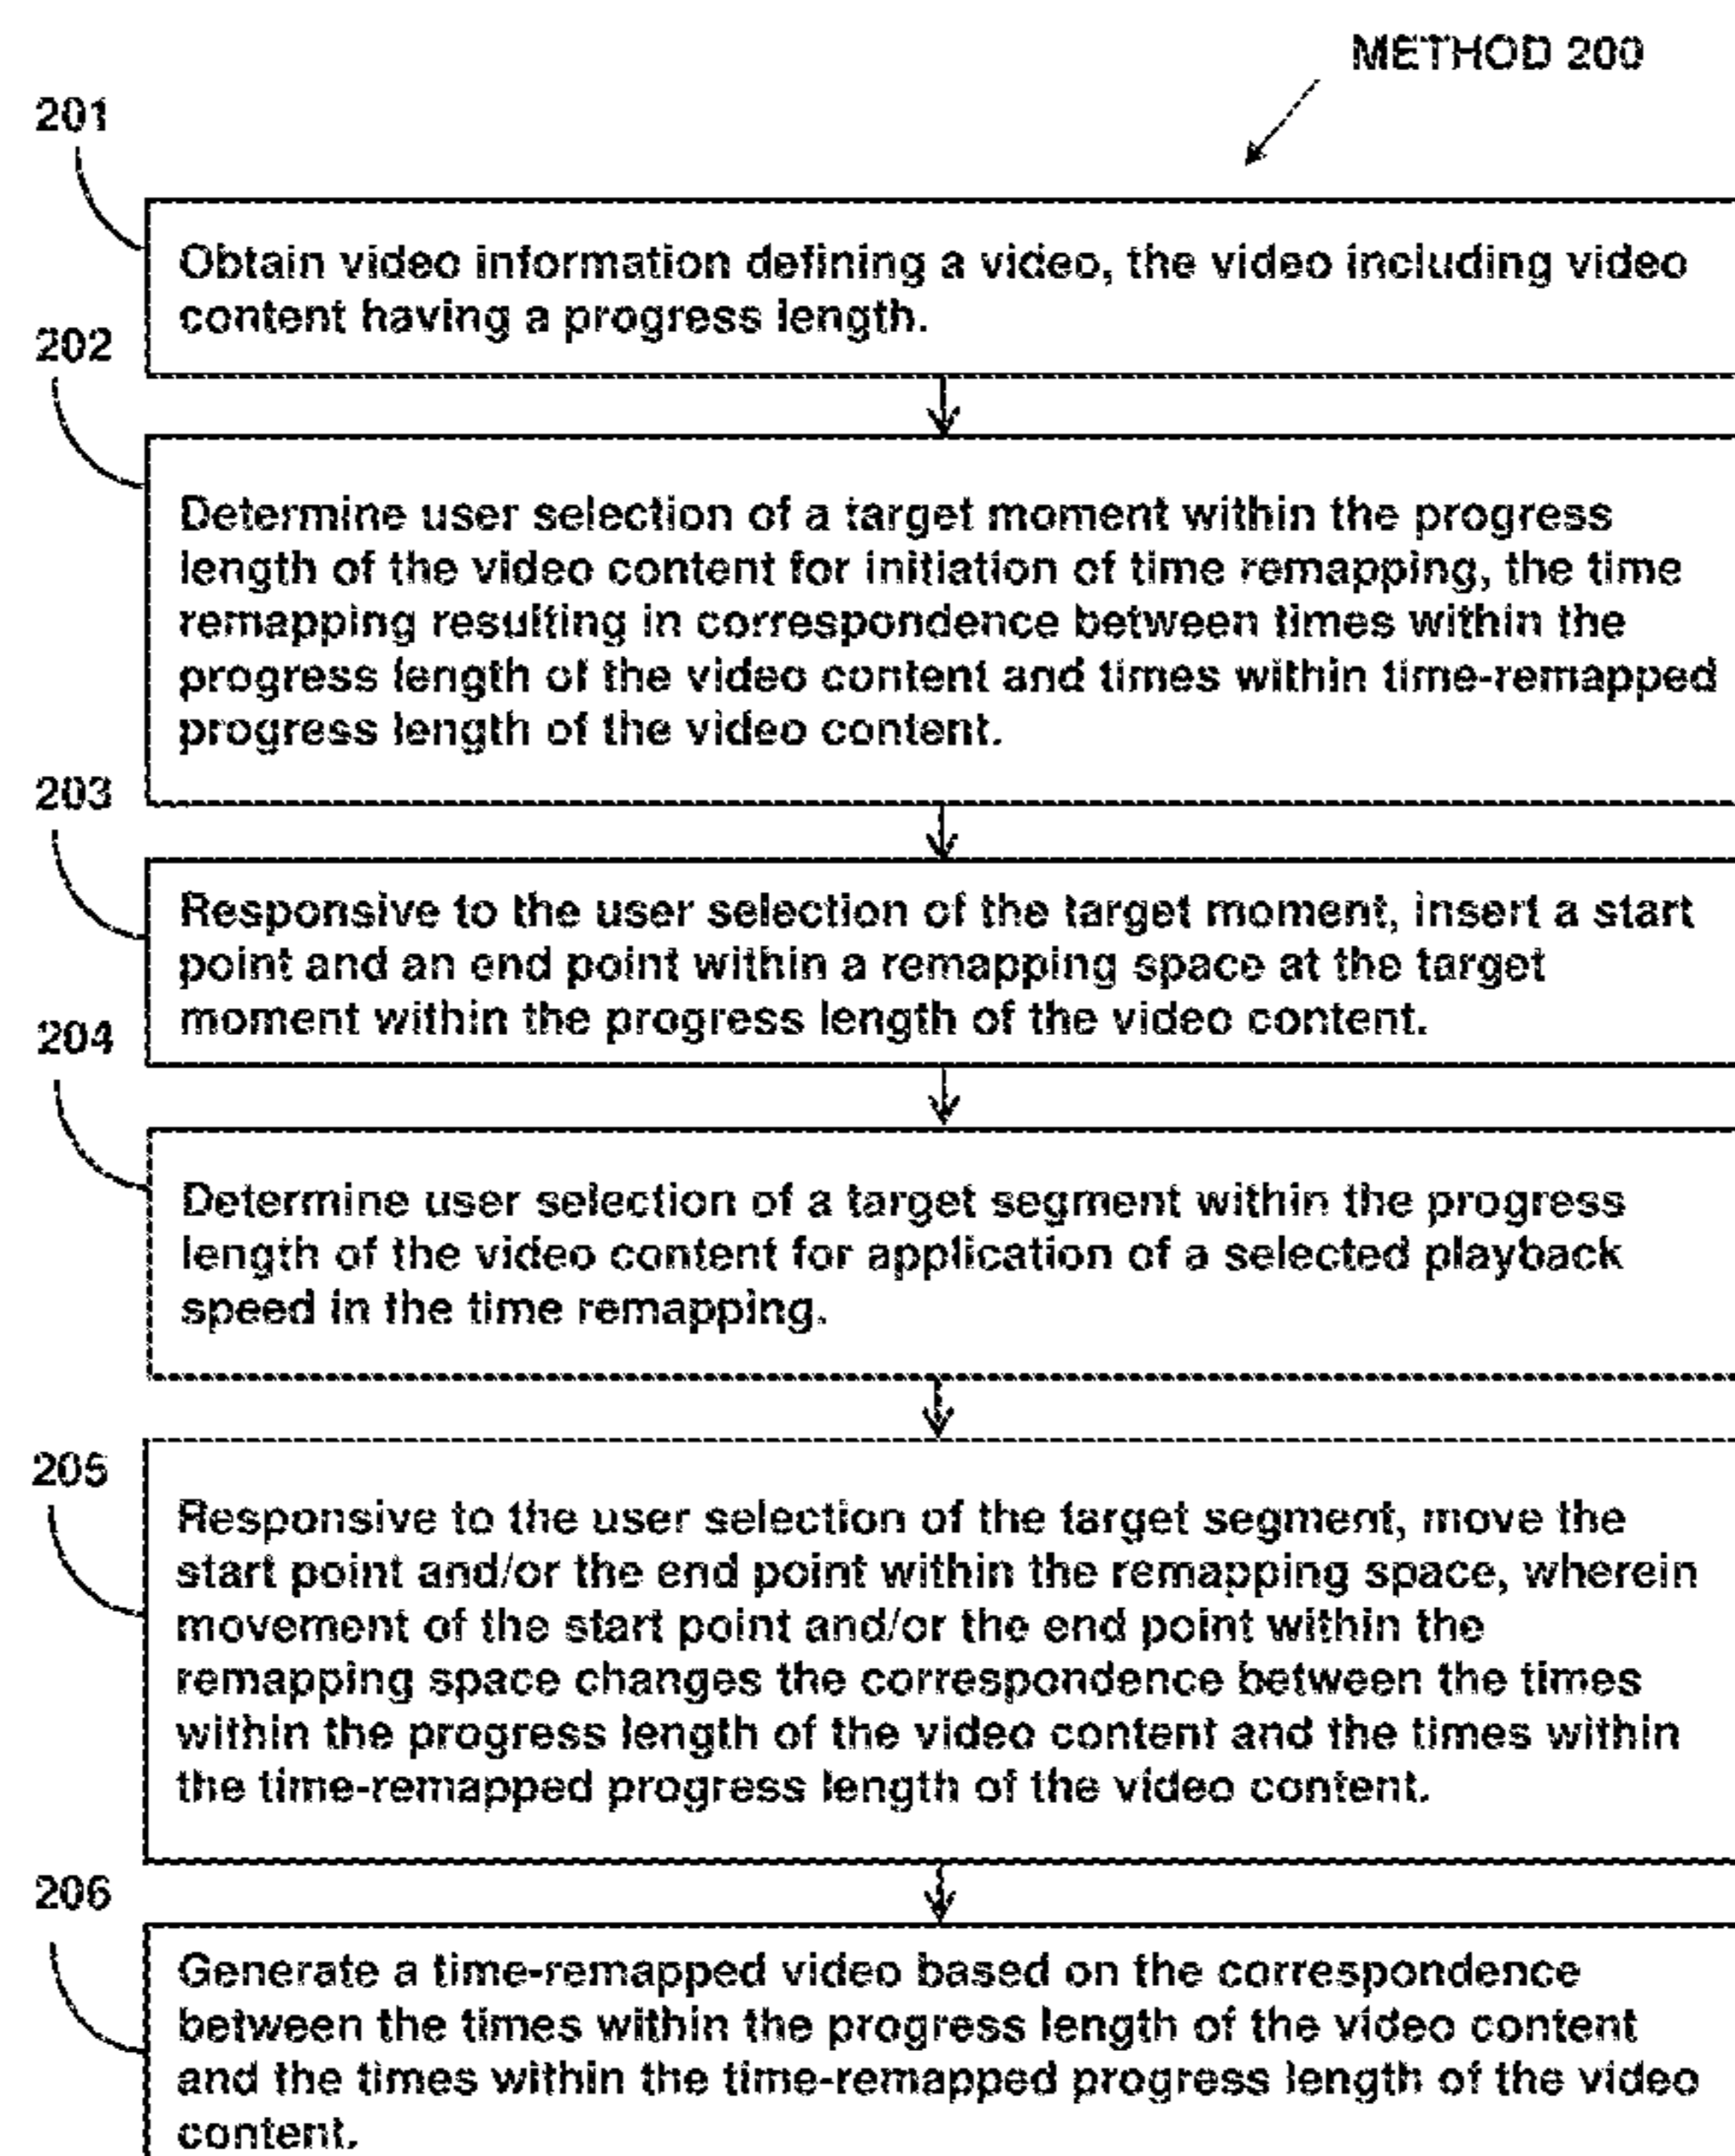 METHOD 200
201
Obtain video information defining a video, the video including video
content having a progress length.
202
Determine user selection of a target moment within the progress
length of the video content for initiation of time remapping, the time
remapping resulting in correspondence between times within the
progress length of the video content and times within time-remapped
progress length of the video content.
203
Responsive to the user selection of the target moment, insert a start
point and an end point within a remapping space at the target
moment within the progress length of the video content.
204
Determine user selection of a target segment within the progress
length of the video content for application of a selected playback
speed in the time remapping.
205
Responsive to the user selection of the target segment, move the
start point and/or the end point within the remapping space, wherein
movement of the start point and/or the end point within the
remapping space changes the correspondence between the times
within the progress length of the video content and the times within
the time-remapped progress length of the video content.
206
Generate a time-remapped video based on the correspondence
between the times within the progress length of the video content
and the times within the time-remapped progress length of the video
content.